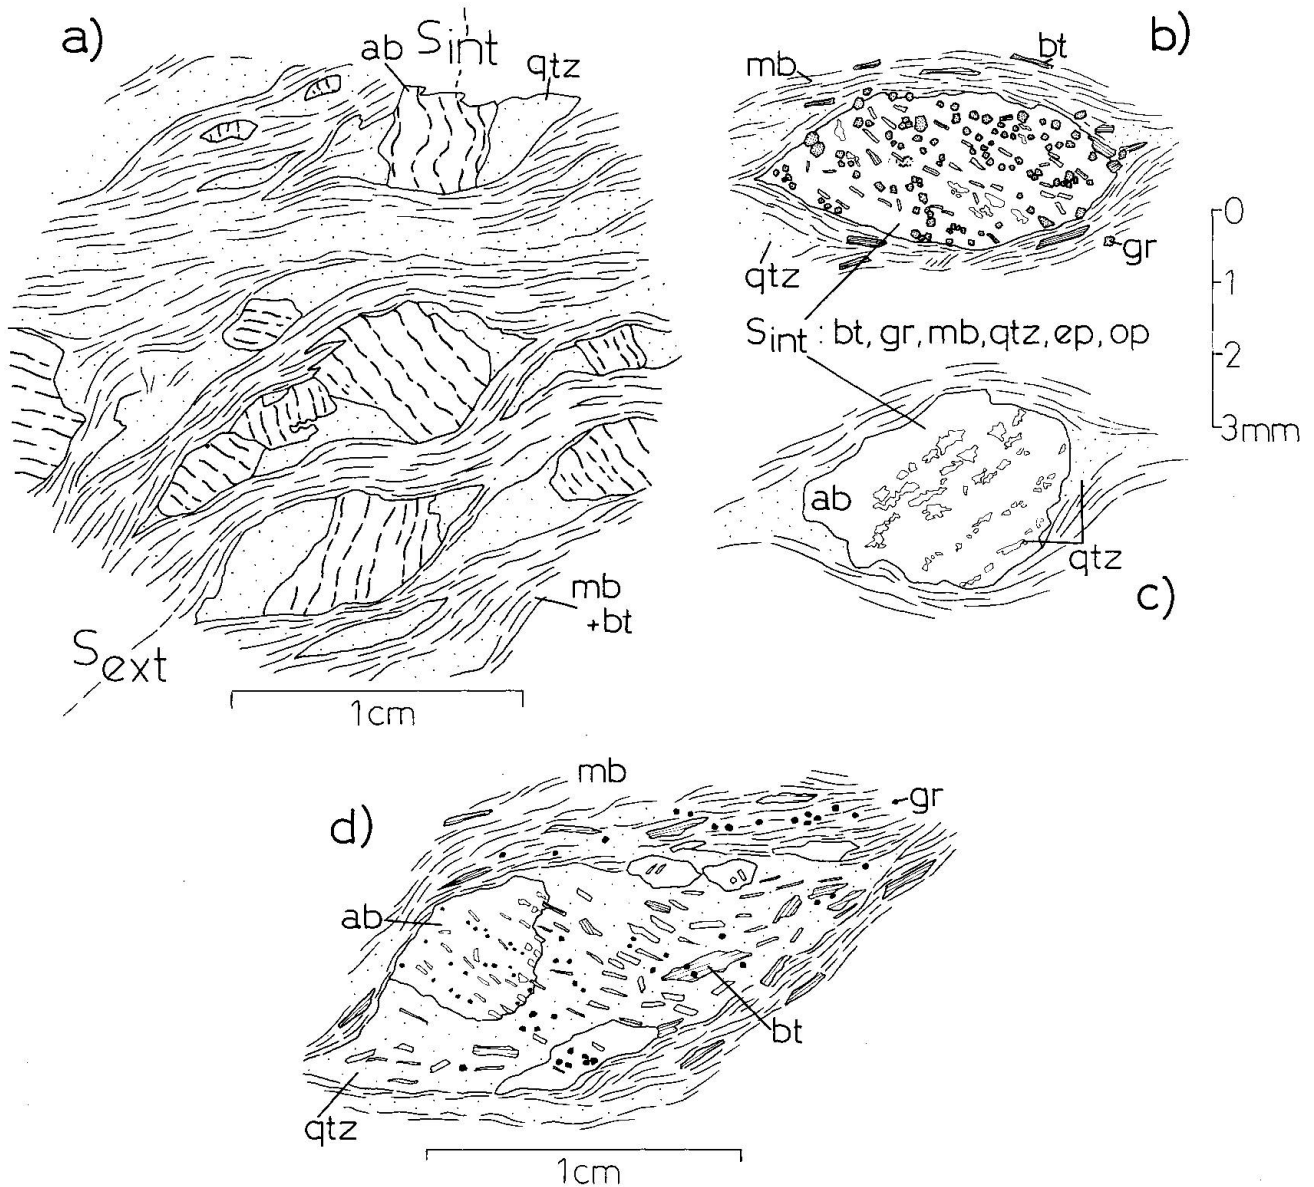 a)
ab Sint qtz
mb
+bt
Sext
1cm
b)
mb bt
qtz gr
Sint : bt, gr, mb, qtz, ep, op
0
1
2
3mm
ab
qtz
c)
d)
mb
gr
ab
bt
qtz
1cm